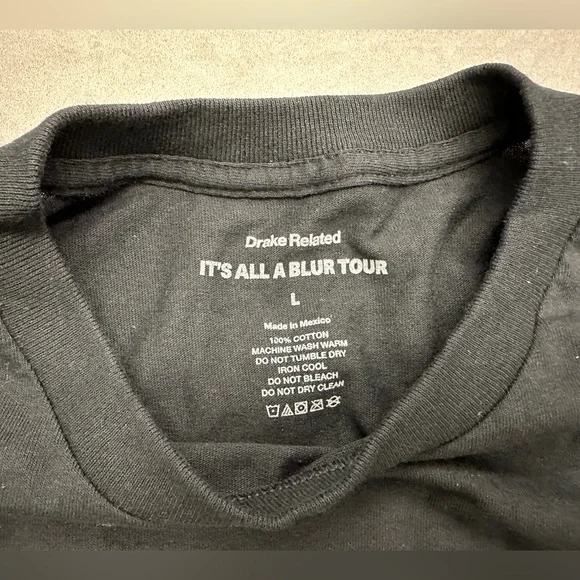 Drake Related
IT'S ALL A BLUR TOUR
L
Made in Mexico
100% COTTON
MACHINE WASH WARM
DO NOT TUMBLE DRY
IRON COOL
DO NOT BLEACH
DO NOT DRY CLEAN